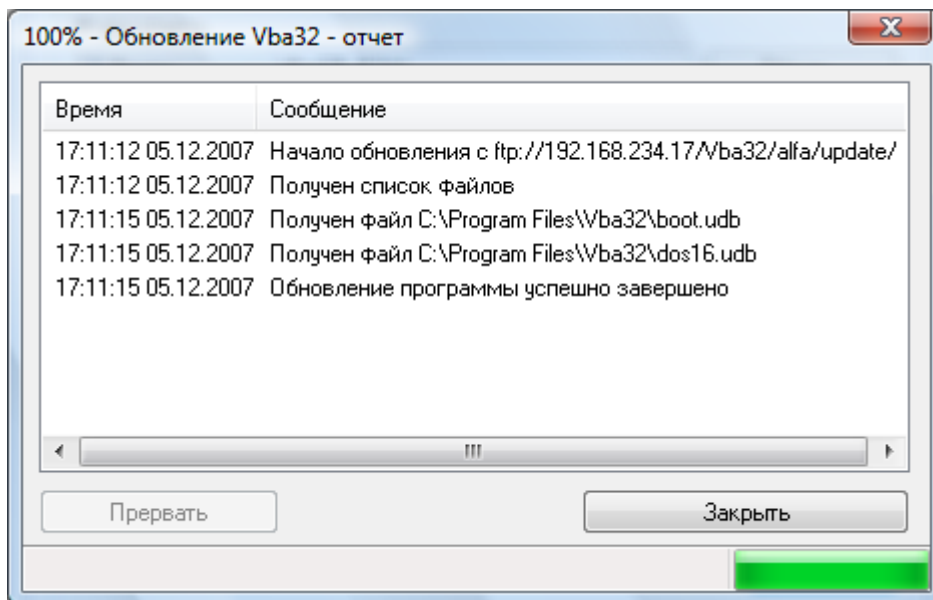 100% - Обновление Vba32 - отчет
Время Сообщение
17:11:12 05.12.2007 Начало обновления с ftp://192.168.234.17/Vba32/alfa/update/
17:11:12 05.12.2007 Получен список файлов
17:11:15 05.12.2007 Получен файл C:\Program Files\Vba32\boot.udb
17:11:15 05.12.2007 Получен файл C:\Program Files\Vba32\dos16.udb
17:11:15 05.12.2007 Обновление программы успешно завершено
Прервать Закрыть